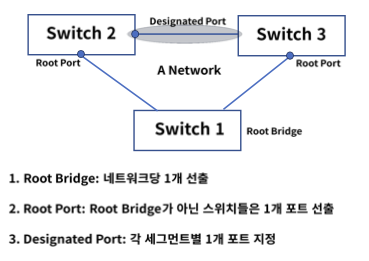 Designated Port
Switch 2
Switch 3
Root Port
Root Port
A Network
Switch 1
Root Bridge
1. Root Bridge: 네트워크당 1개 선출
2. Root Port: Root Bridge가 아닌 스위치들은 1개 포트 선출
3. Designated Port: 각 세그먼트별 1개 포트 지정